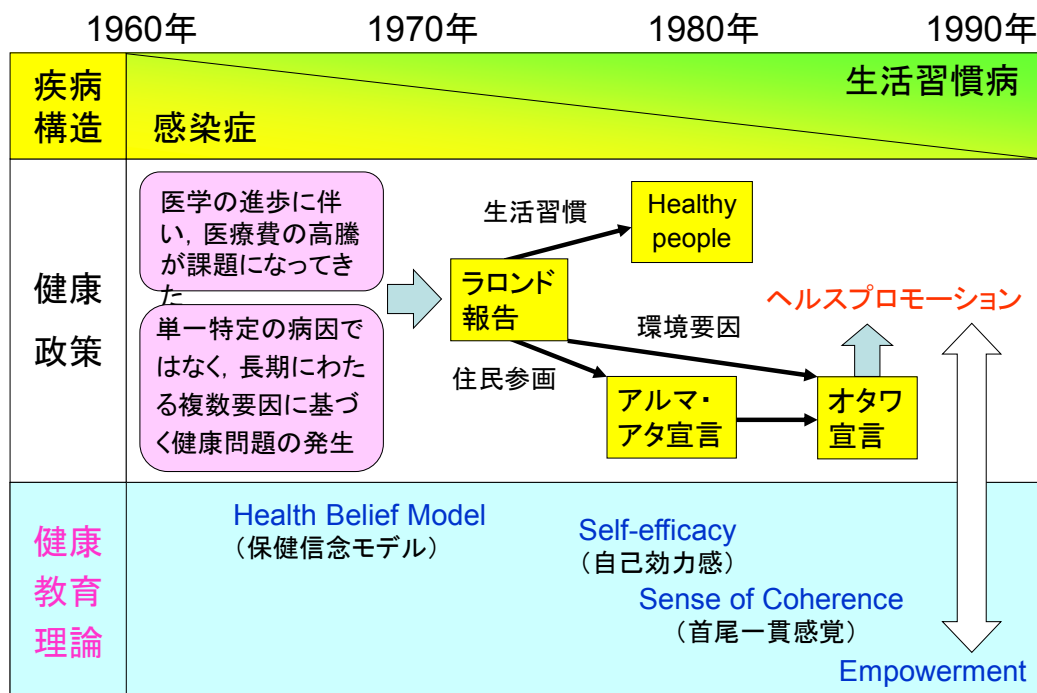 1960年
1970年
1980年
1990年
疾病
構造
感染症
生活習慣病
健康
政策
医学の進歩に伴
い，医療費の高騰
が課題になってき
た
単一特定の病因で
はなく，長期にわた
る複数要因に基づ
く健康問題の発生
ラロンド
報告
生活習慣
Healthy
people
住民参画
環境要因
アルマ・
アタ宣言
オタワ
宣言
ヘルスプロモーション
健康
教育
理論
Health Belief Model
（保健信念モデル）
Self-efficacy
（自己効力感）
Sense of Coherence
（首尾一貫感覚）
Empowerment